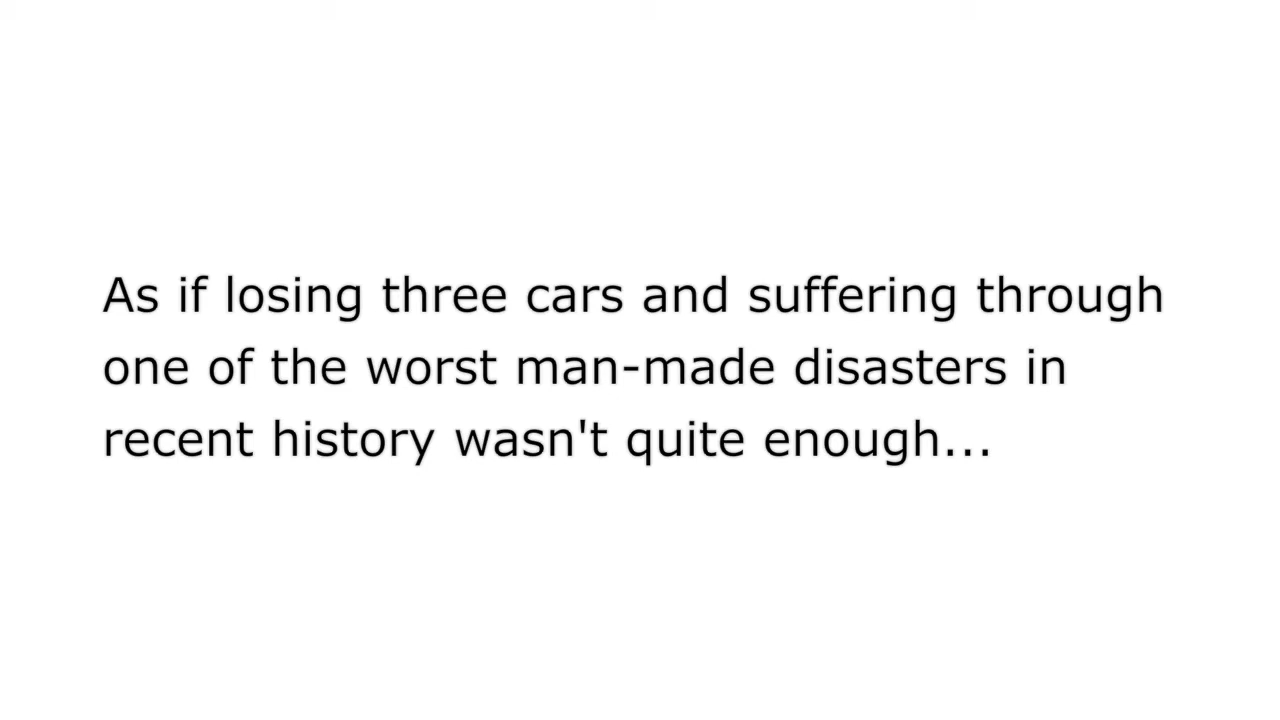 As if losing three cars and suffering through
one of the worst man-made disasters in
recent history wasn't quite enough...